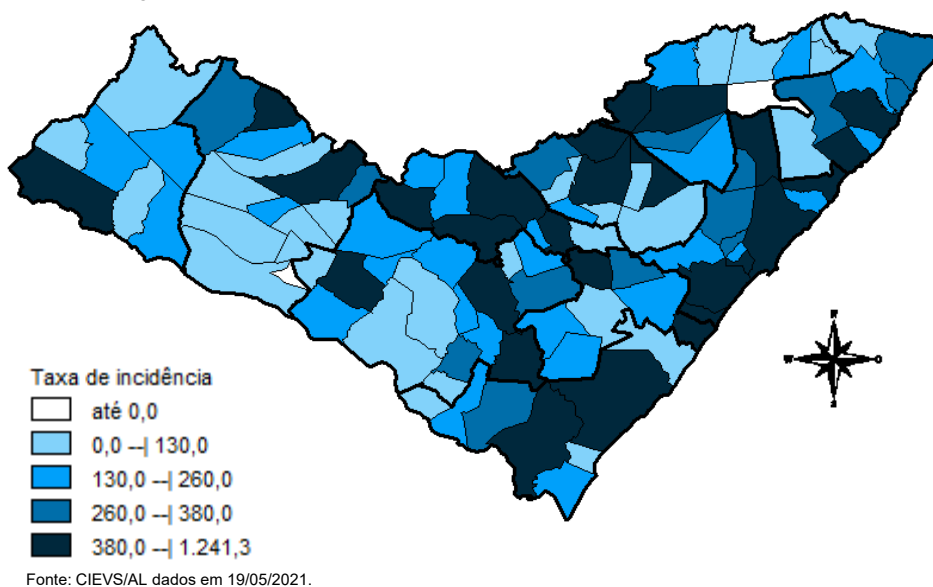 Taxa de incidência
até 0,0
0,0 --| 130,0
130,0 --| 260,0
260,0 --| 380,0
380,0 --| 1.241,3
Fonte: CIEVS/AL dados em 19/05/2021.